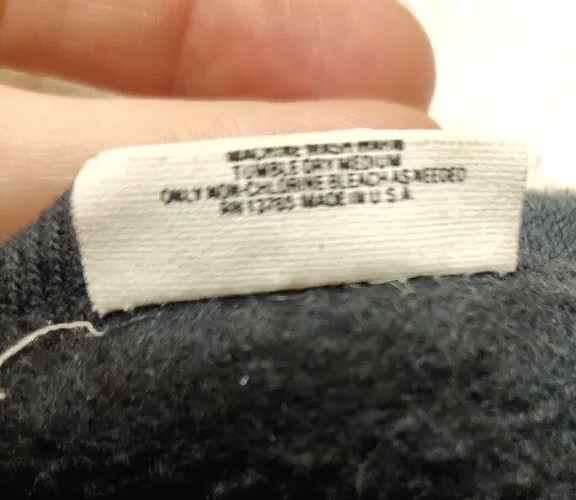 MACHINE WASH WARM
TUMBLE DRY MEDIUM
ONLY NON-CHLORINE BLEACH AS NEEDED
RN 13765 MADE IN U.S.A.